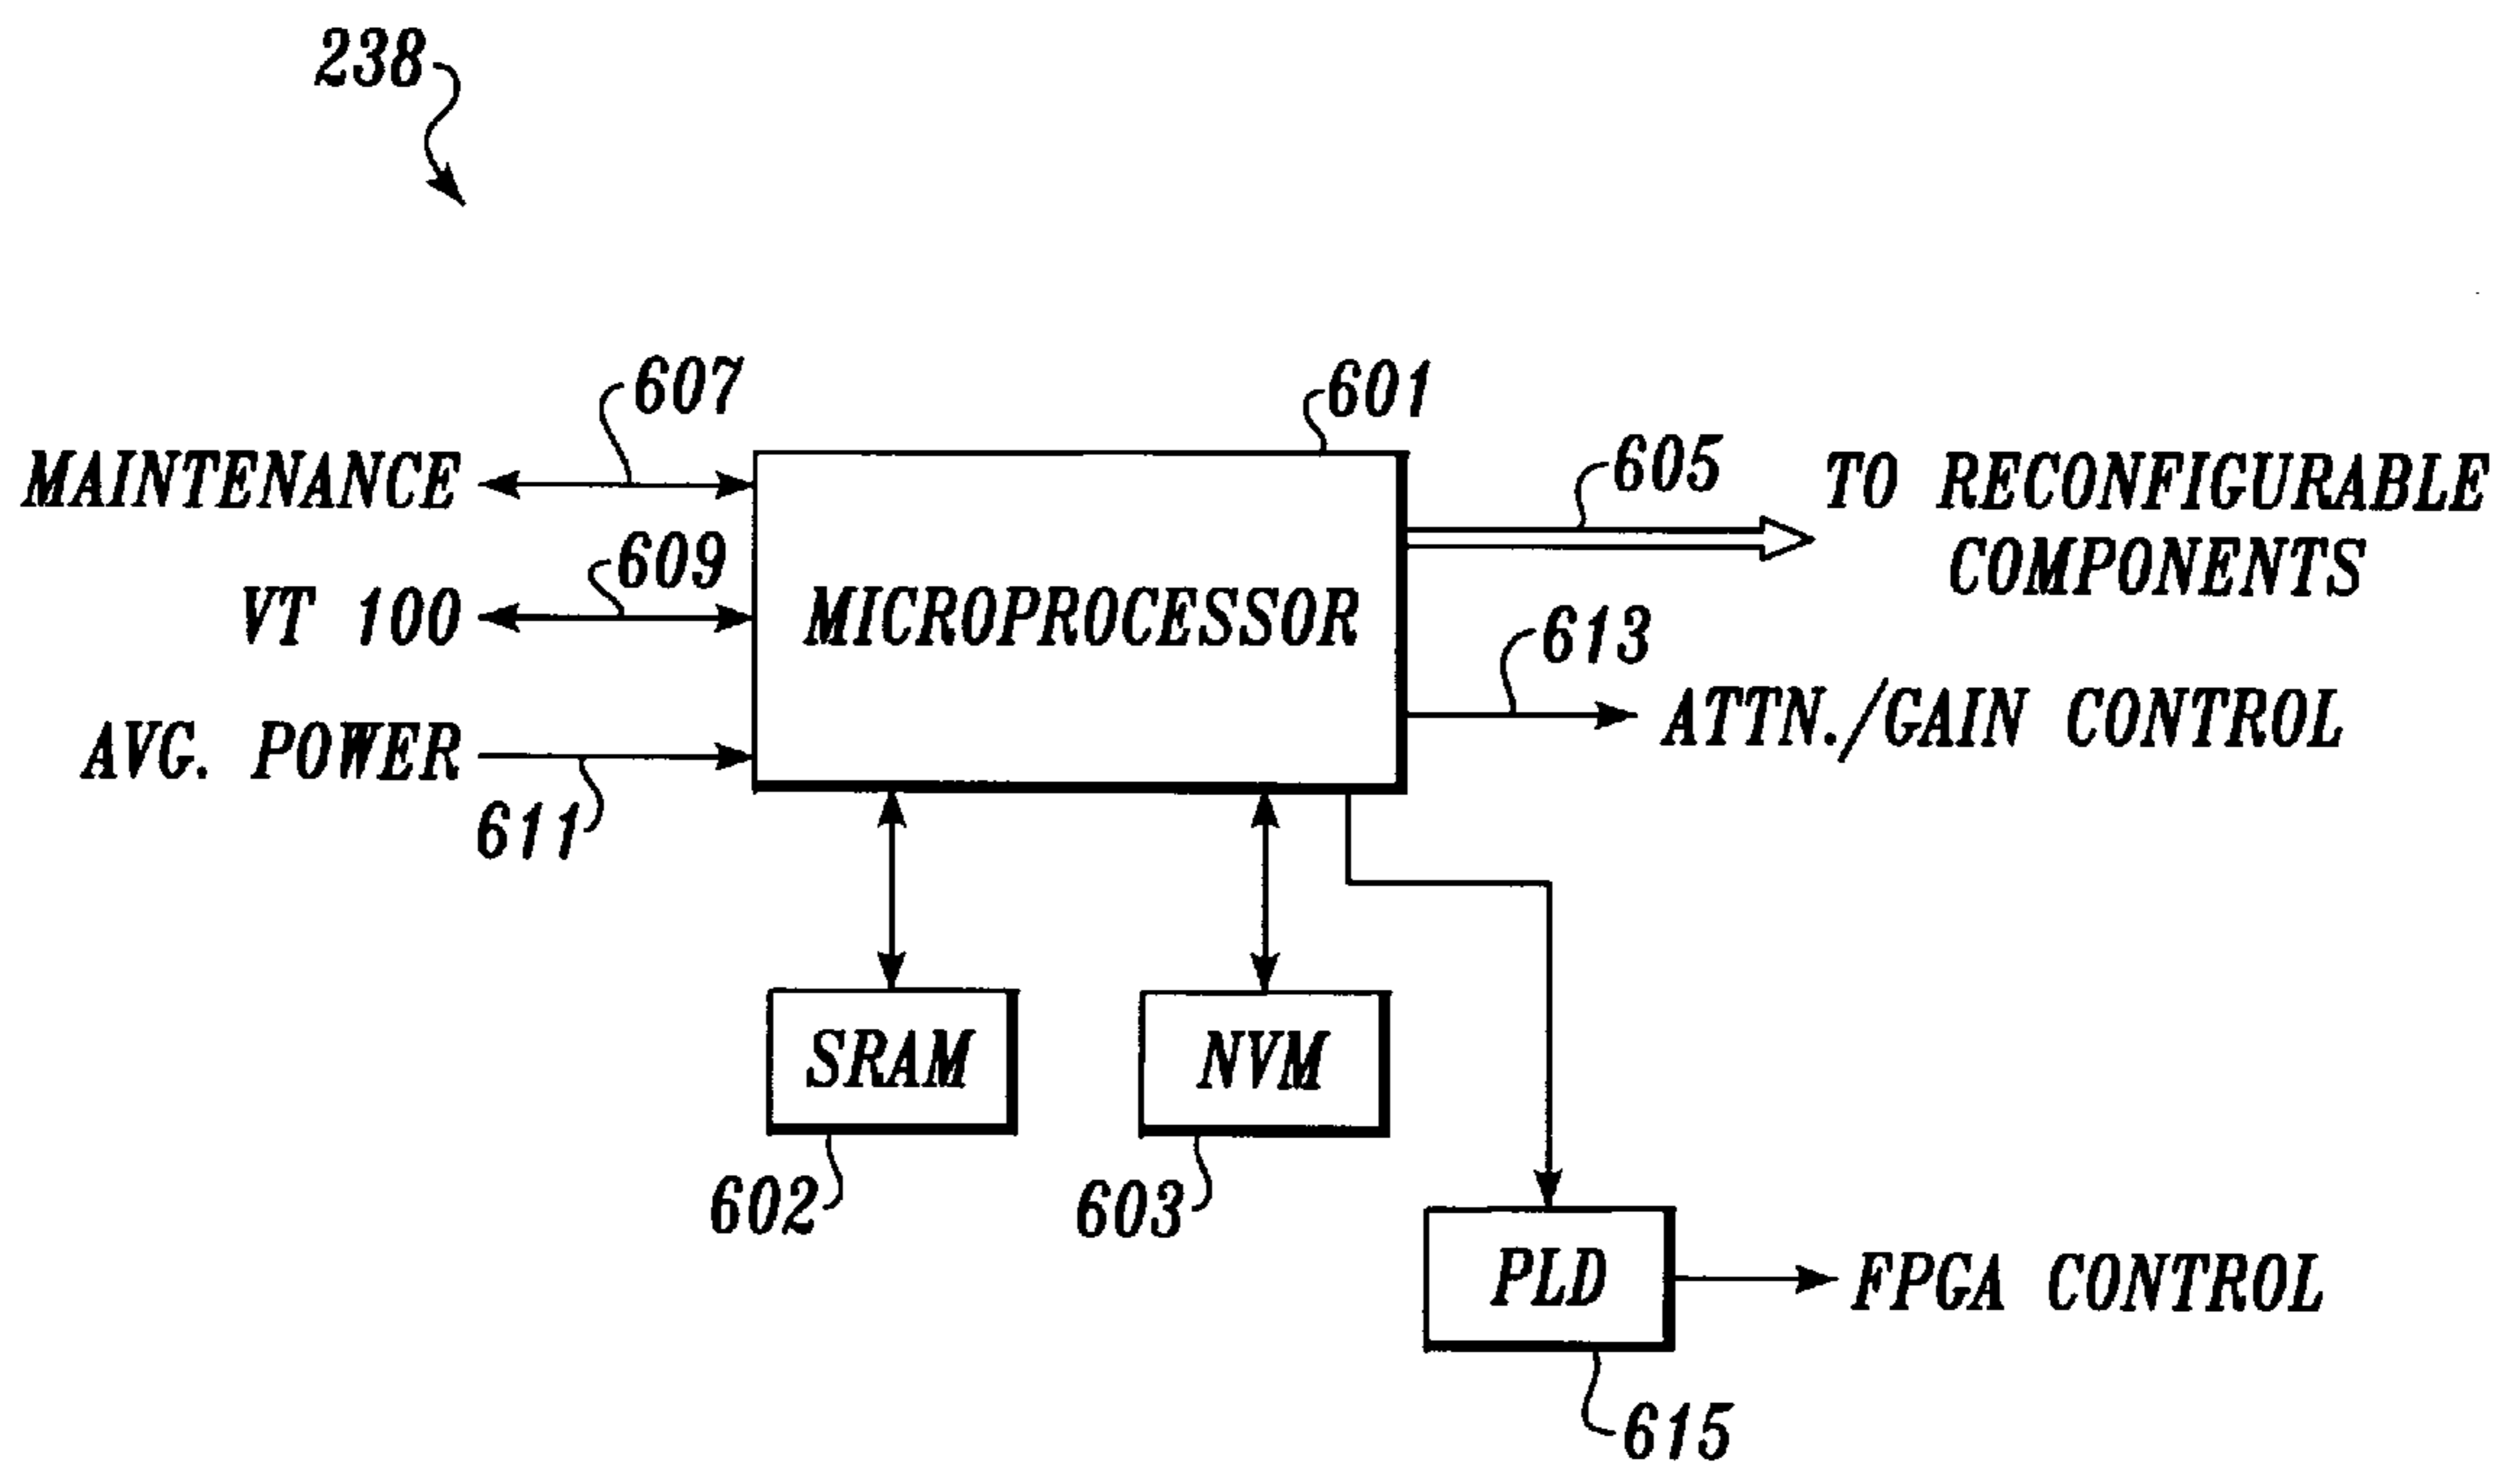 238
607
601
MAINTENANCE
605
TO RECONFIGURABLE
COMPONENTS
609
VT 100
MICROPROCESSOR
613
ATTN./GAIN CONTROL
AVG. POWER
611
SRAM
NVM
602
603
PLD
FPGA CONTROL
615